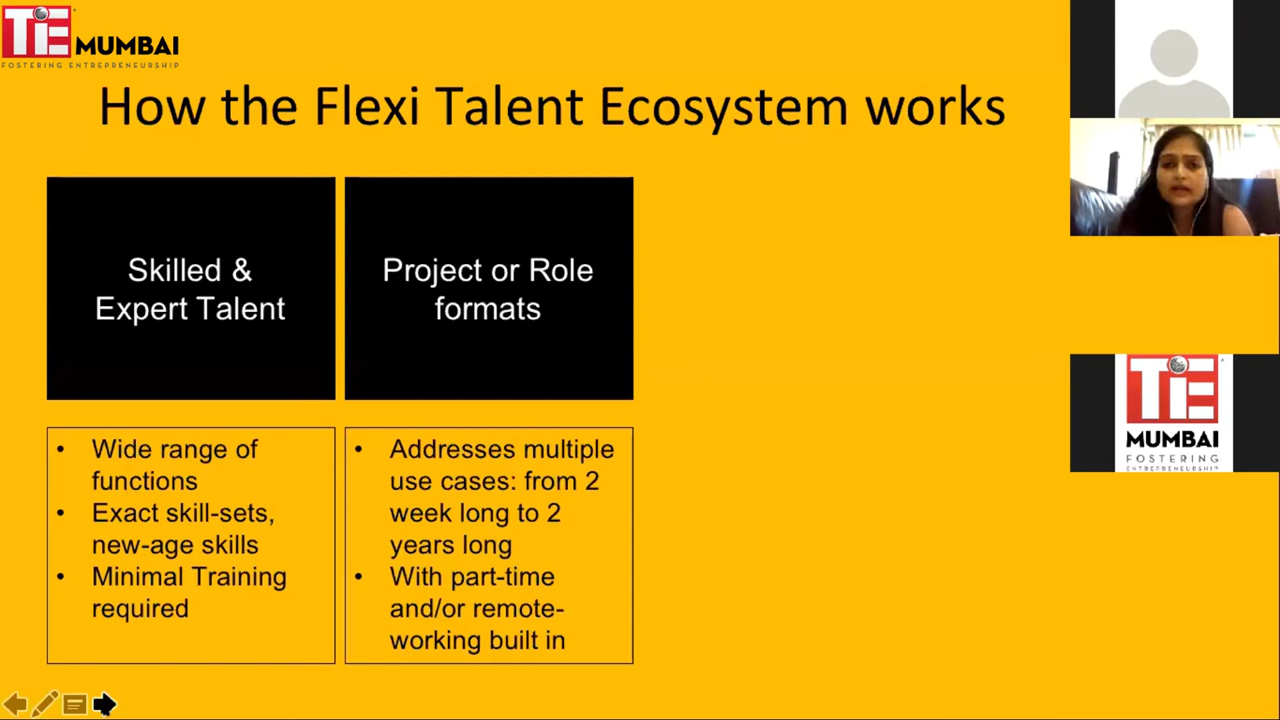 TiE
MUMBAI
FOSTERING ENTREPRENEURSHIP
How the Flexi Talent Ecosystem works
Skilled &
Expert Talent
Project or Role
formats
• Wide range of
functions
• Exact skill-sets,
new-age skills
• Minimal Training
required
• Addresses multiple
use cases: from 2
week long to 2
years long
• With part-time
and/or remote-
working built in
TiE
MUMBAI
FOSTERING
ENTREPRENEURSHIP